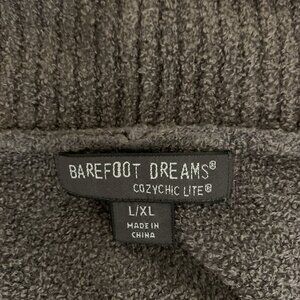 BAREFOOT DREAMS®
COZYCHIC LITE®
L/XL
MADE IN
CHINA